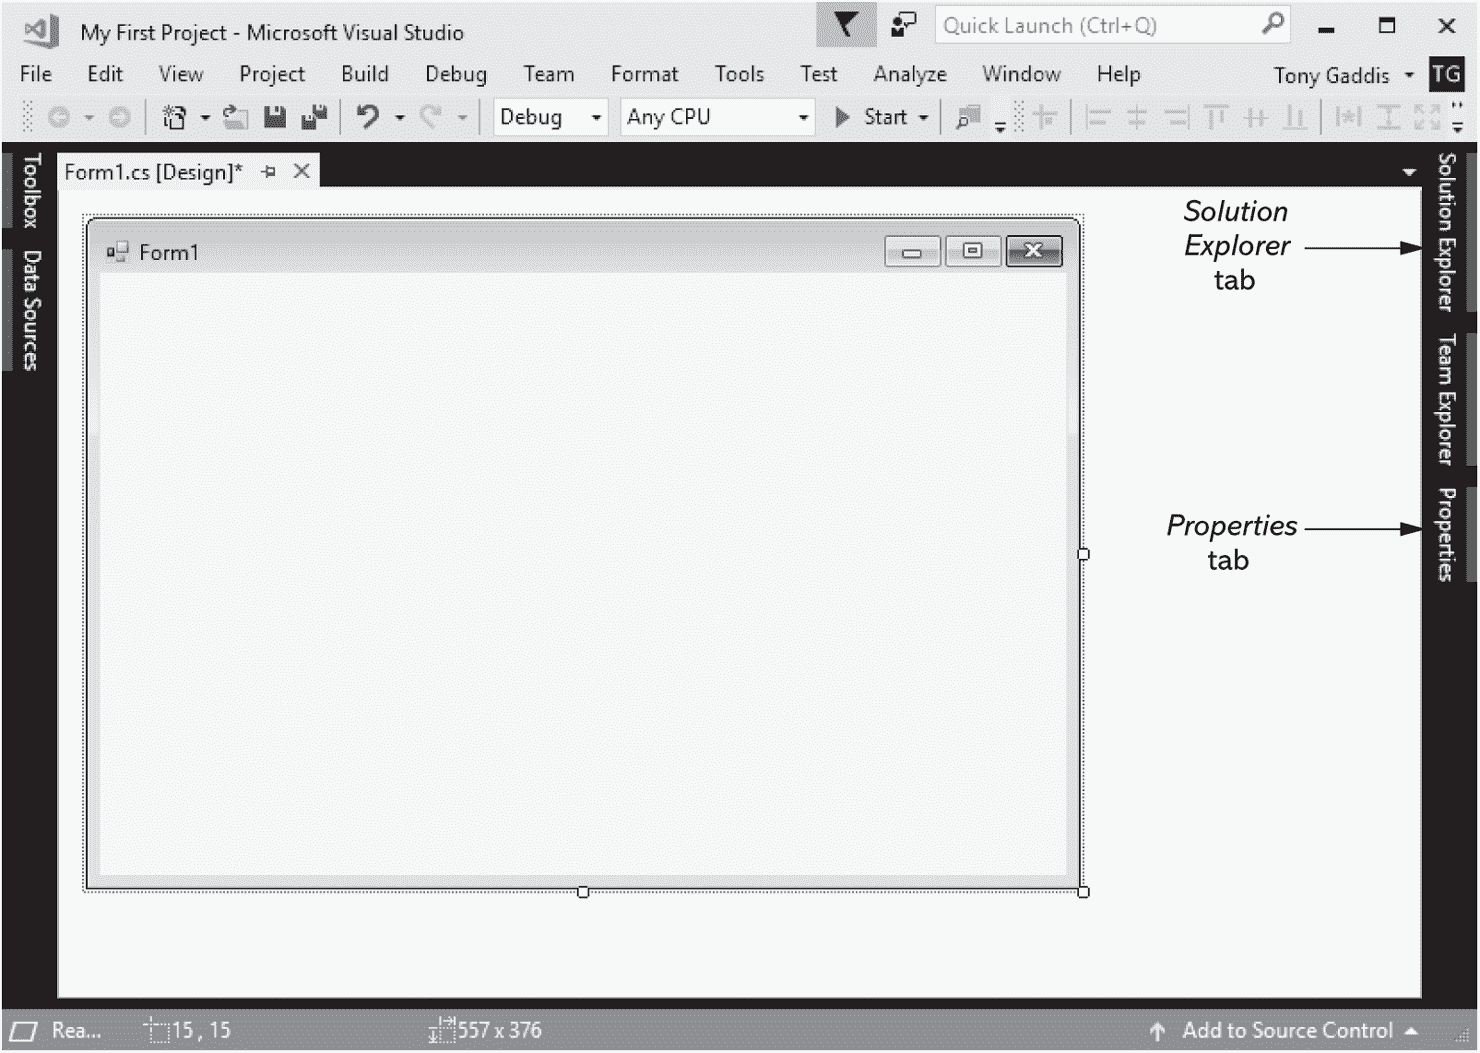 My First Project - Microsoft Visual Studio
Quick Launch (Ctrl+Q)
File Edit View Project Build Debug Team Format Tools Test Analyze Window Help
Tony Gaddis TG
Debug Any CPU Start
Toolbox
Data Sources
Form1.cs [Design]*
Form1
Solution
Explorer
tab
Properties
tab
Solution Explorer
Team Explorer
Properties
Rea... 15 , 15 557 x 376 Add to Source Control